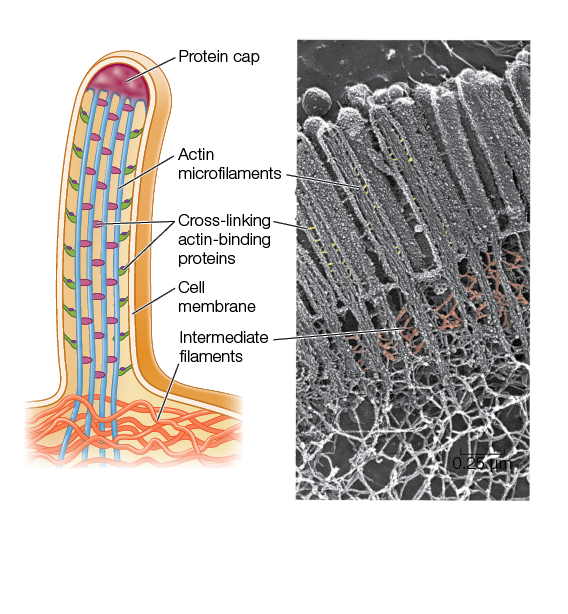 Protein cap
Actin
microfilaments
Cross-linking
actin-binding
proteins
Cell
membrane
Intermediate
filaments
0.25 µm